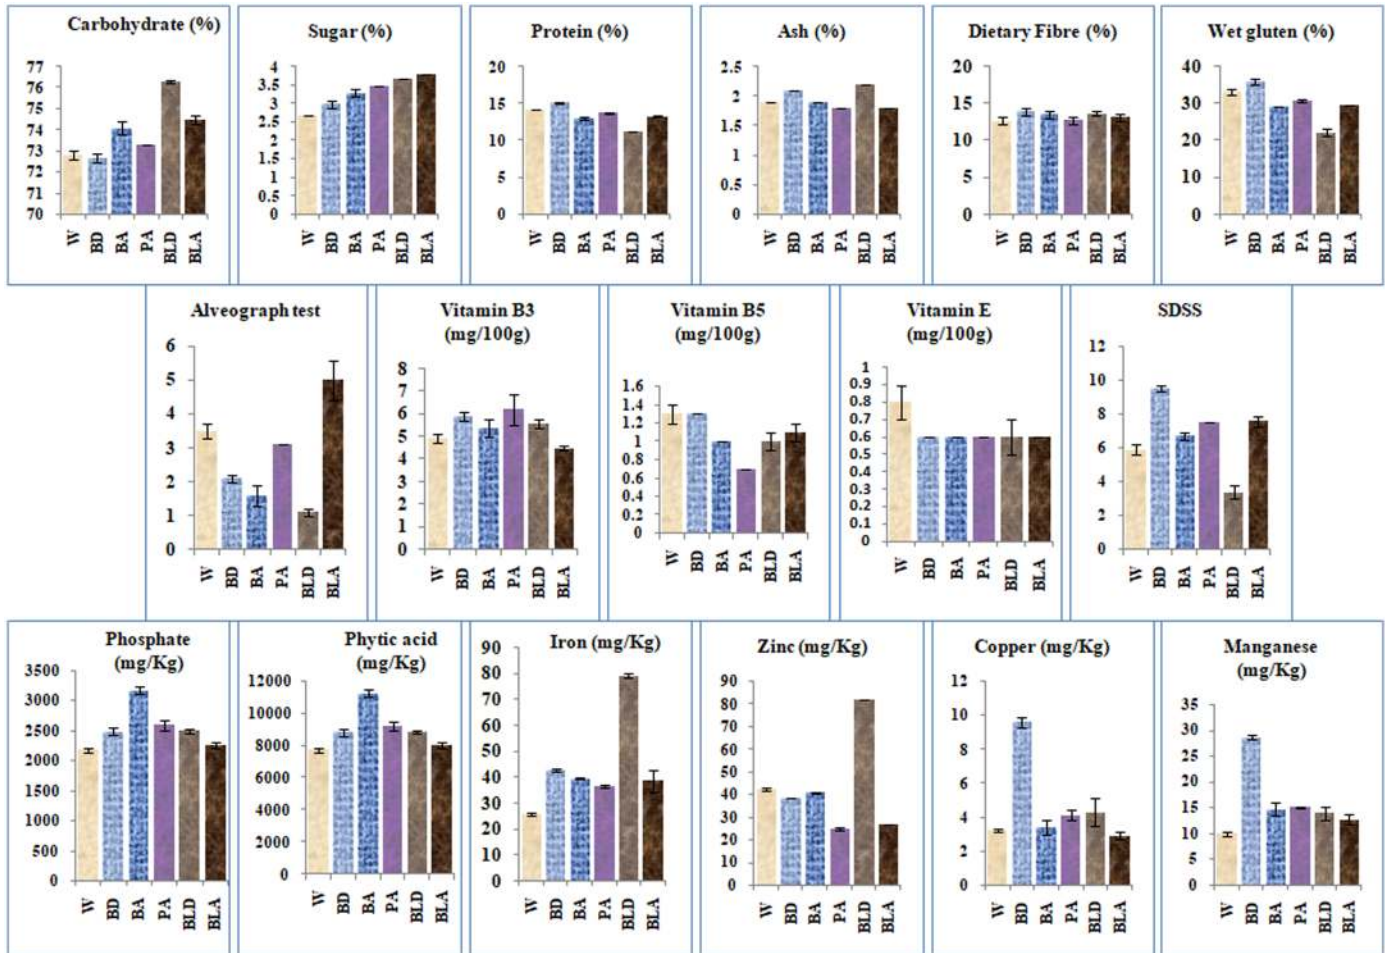 Carbohydrate (%)
77
76
75
74
73
72
71
70
W
BD
BA
PA
BLD
BLA
Sugar (%)
4
3.5
3
2.5
2
1.5
1
0.5
0
W
BD
BA
PA
BLD
BLA
Protein (%)
20
15
10
5
0
W
BD
BA
PA
BLD
BLA
Ash (%)
2.5
2
1.5
1
0.5
0
W
BD
BA
PA
BLD
BLA
Dietary Fibre (%)
20
15
10
5
0
W
BD
BA
PA
BLD
BLA
Wet gluten (%)
40
30
20
10
0
W
BD
BA
PA
BLD
BLA
Alveograph test
6
5
4
3
2
1
0
W
BD
BA
PA
BLD
BLA
Vitamin B3
(mg/100g)
8
7
6
5
4
3
2
1
0
W
BD
BA
PA
BLD
BLA
Vitamin B5
(mg/100g)
1.6
1.4
1.2
1
0.8
0.6
0.4
0.2
0
W
BD
BA
PA
BLD
BLA
Vitamin E
(mg/100g)
1
0.9
0.8
0.7
0.6
0.5
0.4
0.3
0.2
0.1
0
W
BD
BA
PA
BLD
BLA
SDSS
12
10
8
6
4
2
0
W
BD
BA
PA
BLD
BLA
Phosphate
(mg/Kg)
3500
3000
2500
2000
1500
1000
500
0
W
BD
BA
PA
BLD
BLA
Phytic acid
(mg/Kg)
12000
10000
8000
6000
4000
2000
0
W
BD
BA
PA
BLD
BLA
Iron (mg/Kg)
90
80
70
60
50
40
30
20
10
0
W
BD
BA
PA
BLD
BLA
Zinc (mg/Kg)
90
80
70
60
50
40
30
20
10
0
W
BD
BA
PA
BLD
BLA
Copper (mg/Kg)
12
10
8
6
4
2
0
W
BD
BA
PA
BLD
BLA
Manganese
(mg/Kg)
35
30
25
20
15
10
5
0
W
BD
BA
PA
BLD
BLA